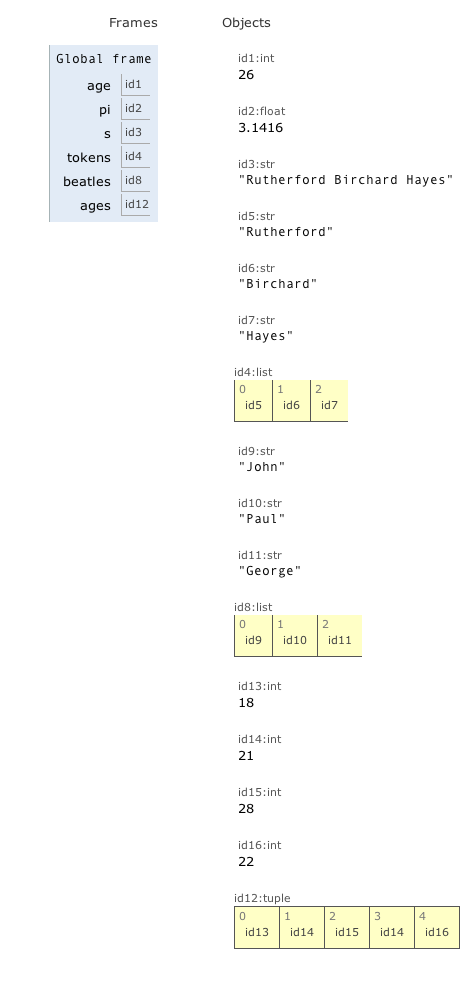 Frames Objects
Global frame
age id1
pi id2
s id3
tokens id4
beatles id8
ages id12
id1:int
26
id2:float
3.1416
id3:str
"Rutherford Birchard Hayes"
id5:str
"Rutherford"
id6:str
"Birchard"
id7:str
"Hayes"
id4:list
0 1 2
id5 id6 id7
id9:str
"John"
id10:str
"Paul"
id11:str
"George"
id8:list
0 1 2
id9 id10 id11
id13:int
18
id14:int
21
id15:int
28
id16:int
22
id12:tuple
0 1 2 3 4
id13 id14 id15 id14 id16